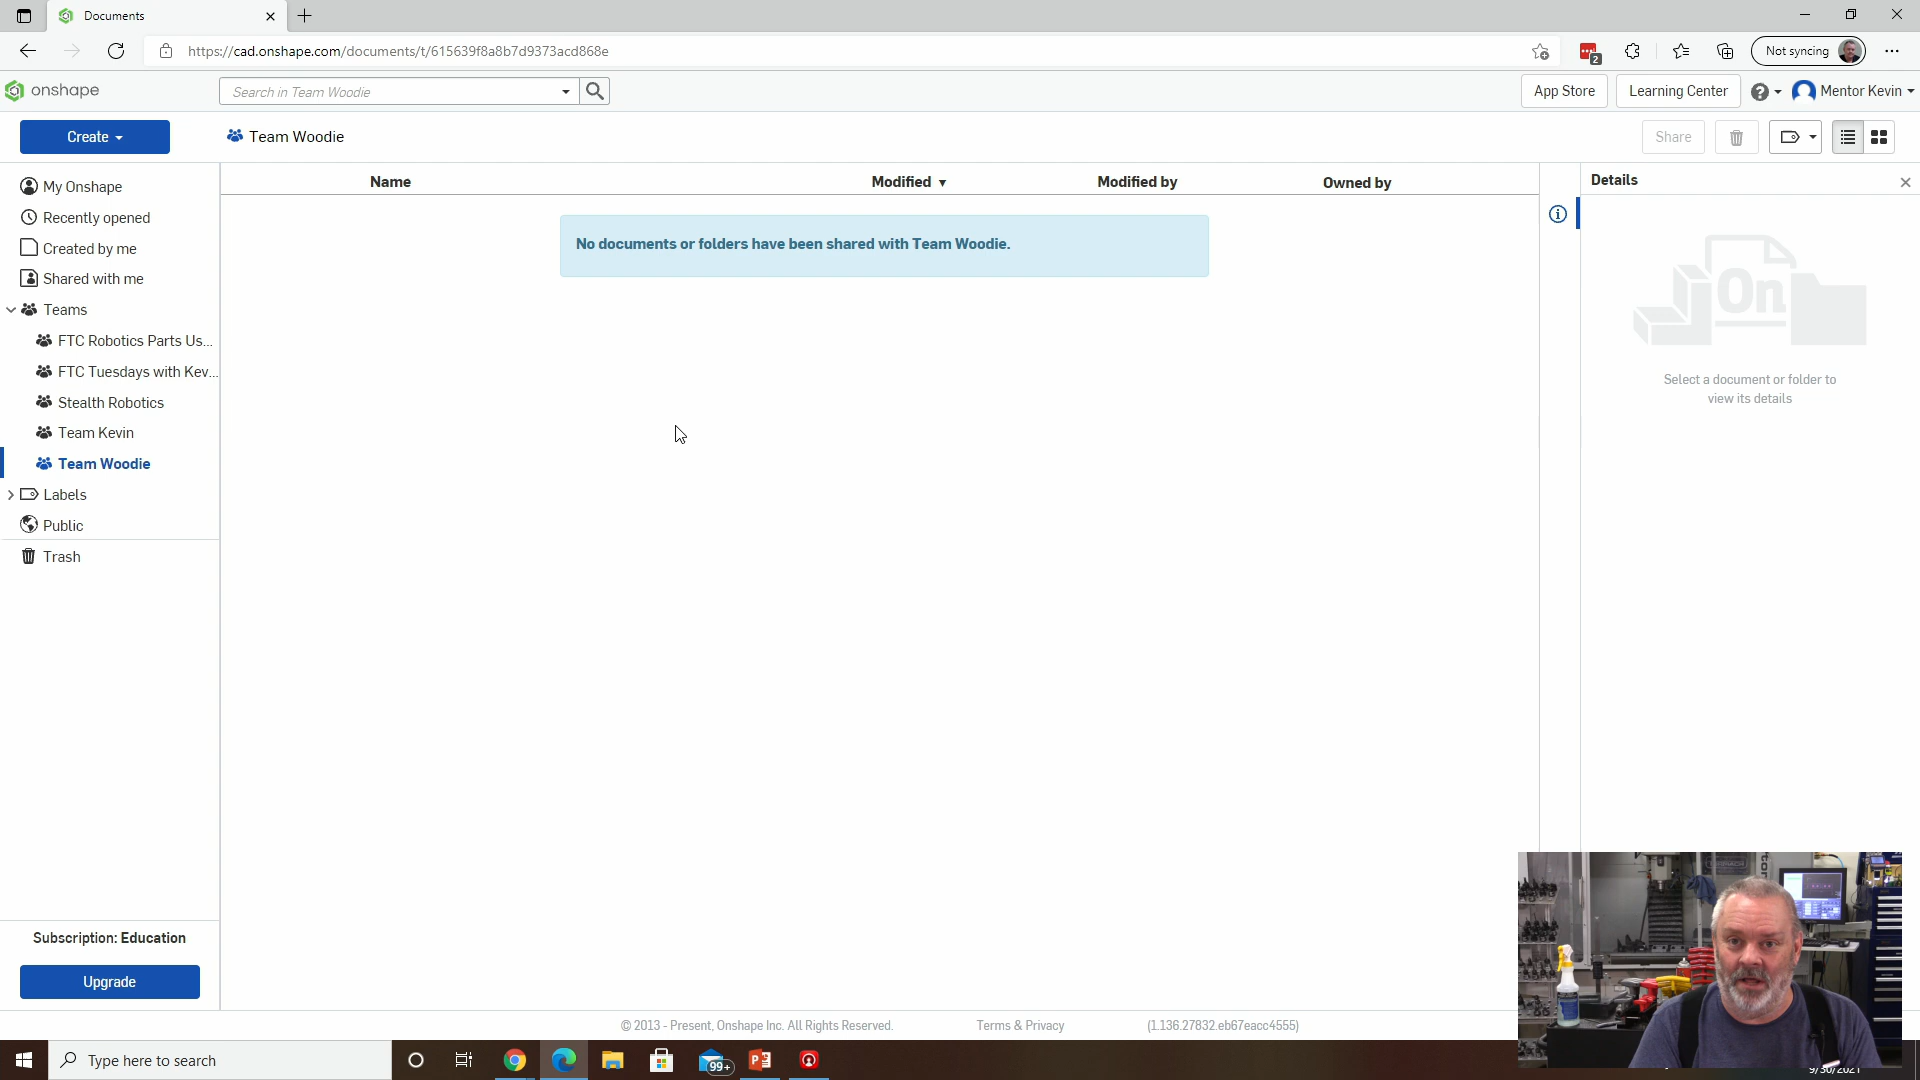 Documents
https://cad.onshape.com/documents/t/615639f8a8b7d9373acd868e
2
Not syncing
onshape
Search in Team Woodie
App Store
Learning Center
Mentor Kevin
Create
Team Woodie
Share
My Onshape
Recently opened
Created by me
Shared with me
Teams
FTC Robotics Parts Us...
FTC Tuesdays with Kev...
Stealth Robotics
Team Kevin
Team Woodie
Labels
Public
Trash
Name
Modified
Modified by
Owned by
No documents or folders have been shared with Team Woodie.
Details
On
Select a document or folder to
view its details
Subscription: Education
Upgrade
© 2013 - Present, Onshape Inc. All Rights Reserved.
Terms & Privacy
(1.136.27832.eb67eacc4555)
Type here to search
99+
9/30/2021